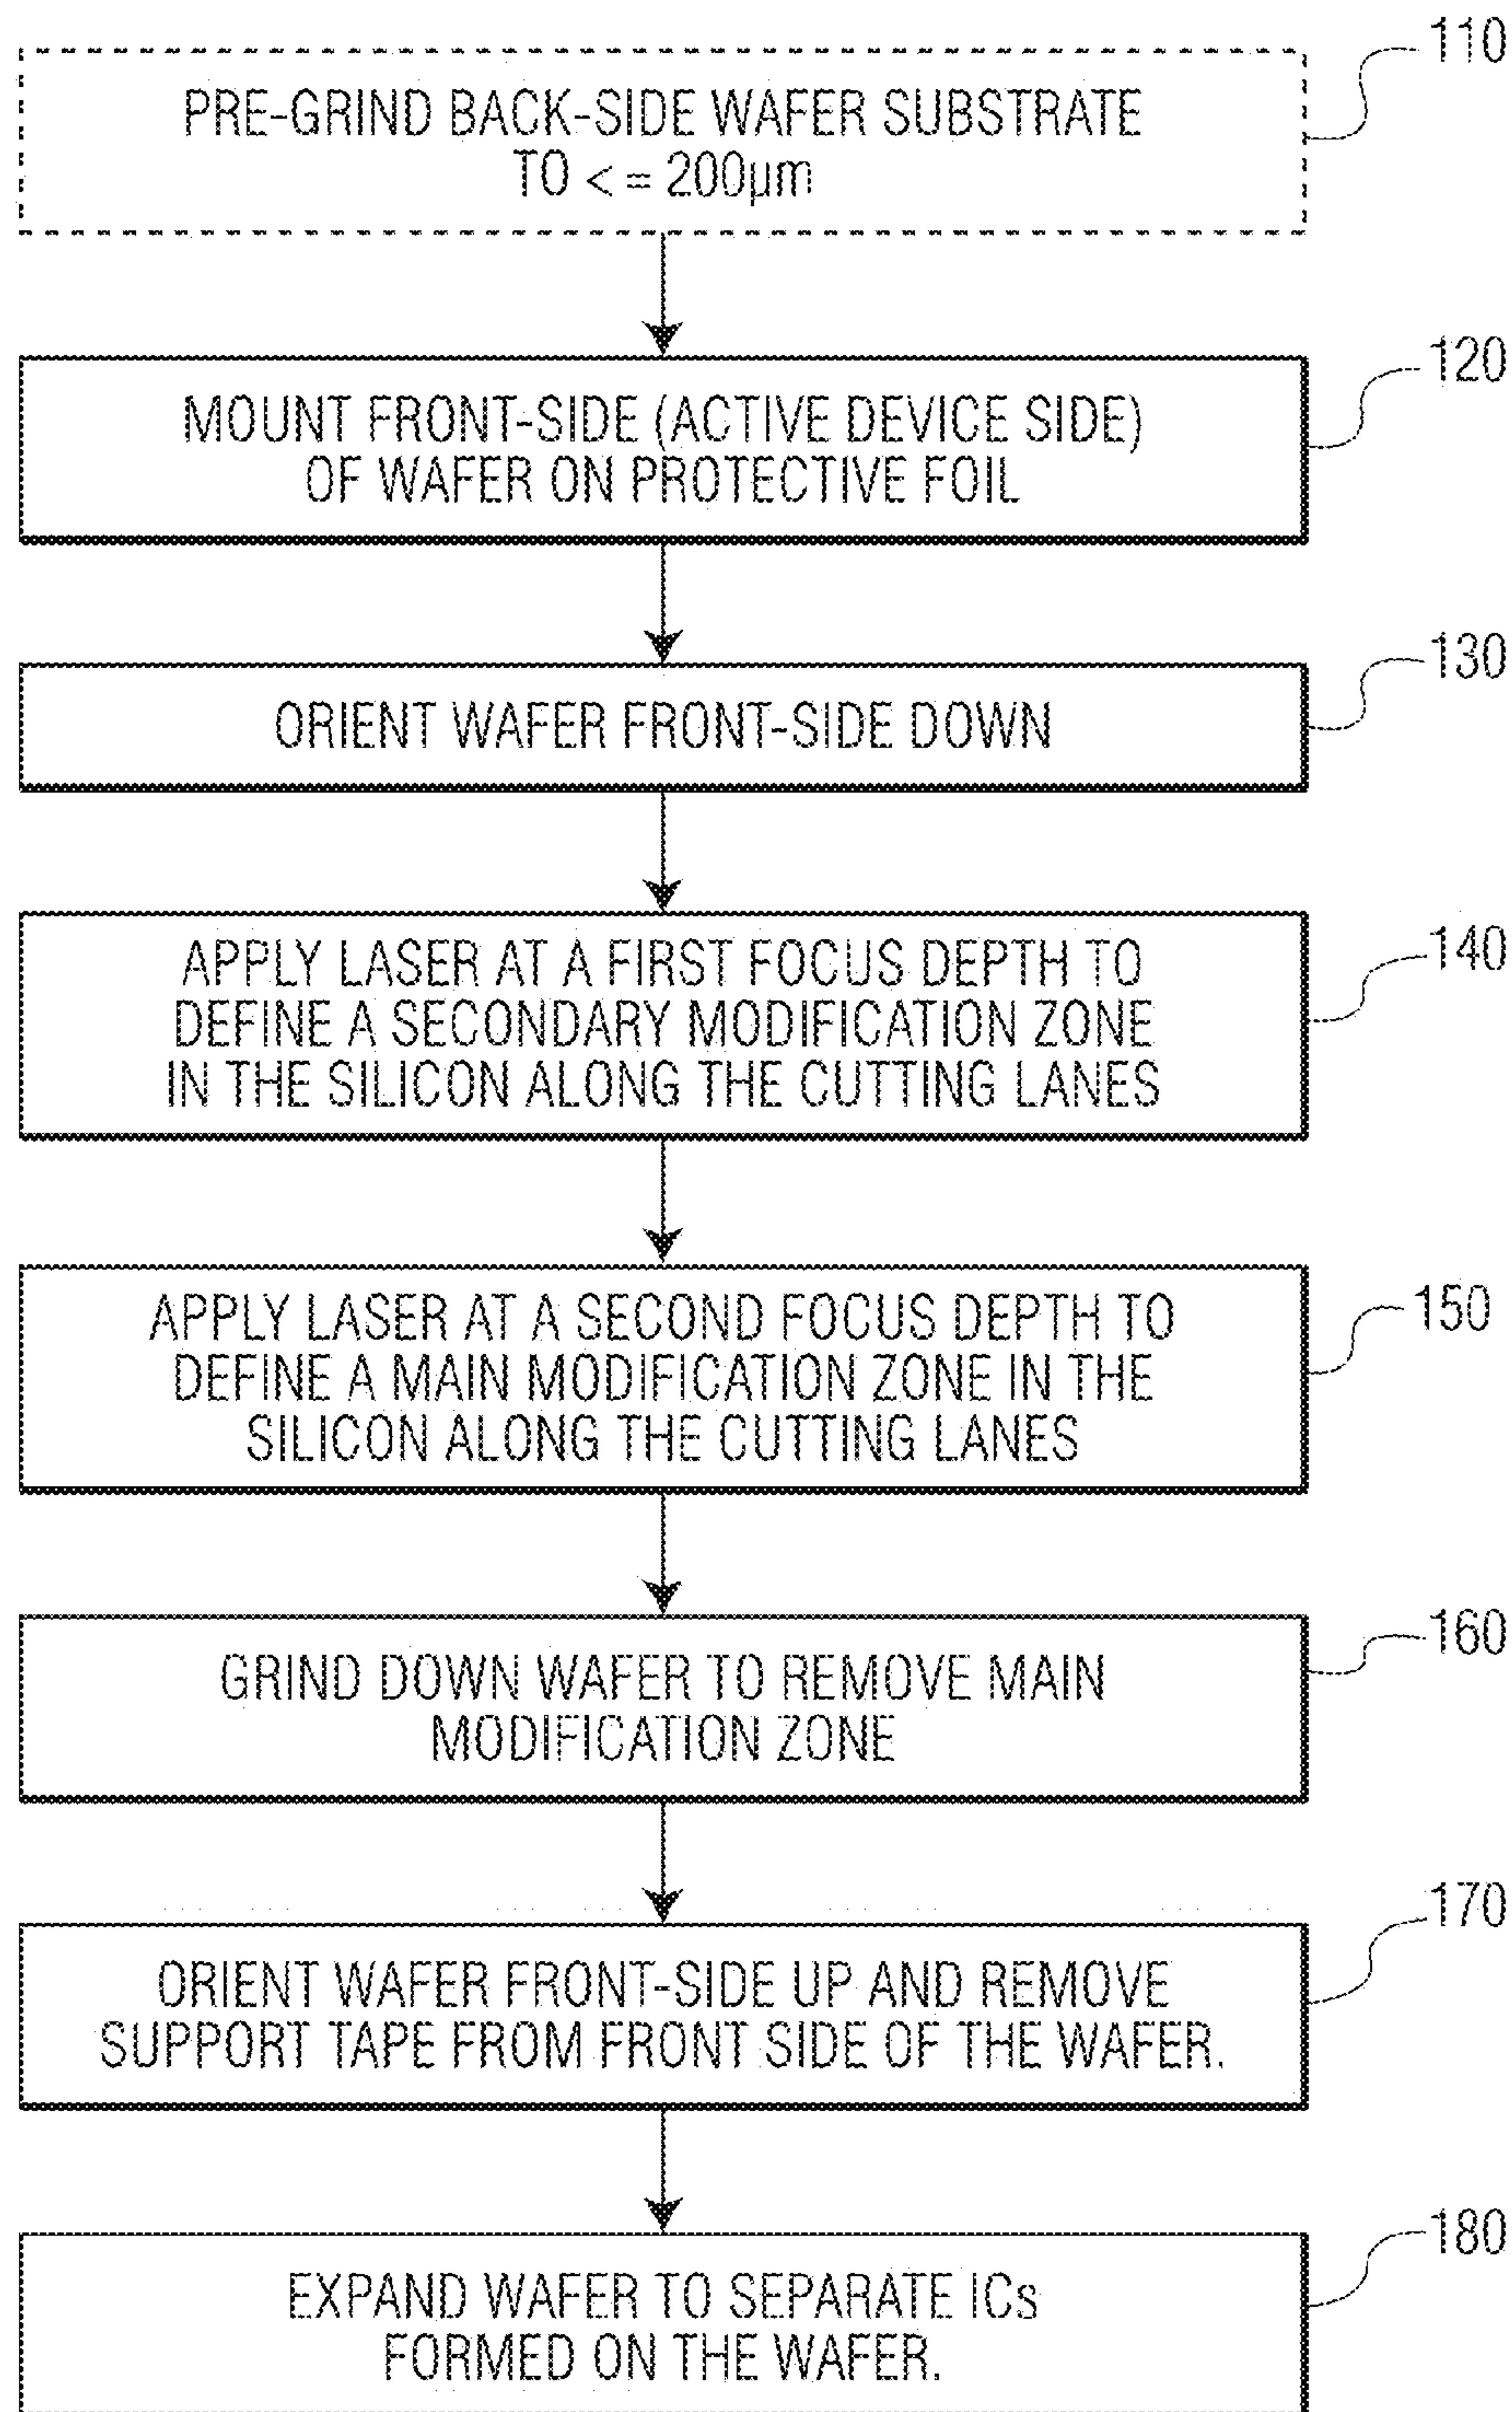 110
PRE-GRIND BACK-SIDE WAFER SUBSTRATE
TO < = 200µm
120
MOUNT FRONT-SIDE (ACTIVE DEVICE SIDE)
OF WAFER ON PROTECTIVE FOIL
130
ORIENT WAFER FRONT-SIDE DOWN
140
APPLY LASER AT A FIRST FOCUS DEPTH TO
DEFINE A SECONDARY MODIFICATION ZONE
IN THE SILICON ALONG THE CUTTING LANES
150
APPLY LASER AT A SECOND FOCUS DEPTH TO
DEFINE A MAIN MODIFICATION ZONE IN THE
SILICON ALONG THE CUTTING LANES
160
GRIND DOWN WAFER TO REMOVE MAIN
MODIFICATION ZONE
170
ORIENT WAFER FRONT-SIDE UP AND REMOVE
SUPPORT TAPE FROM FRONT SIDE OF THE WAFER.
180
EXPAND WAFER TO SEPARATE ICs
FORMED ON THE WAFER.